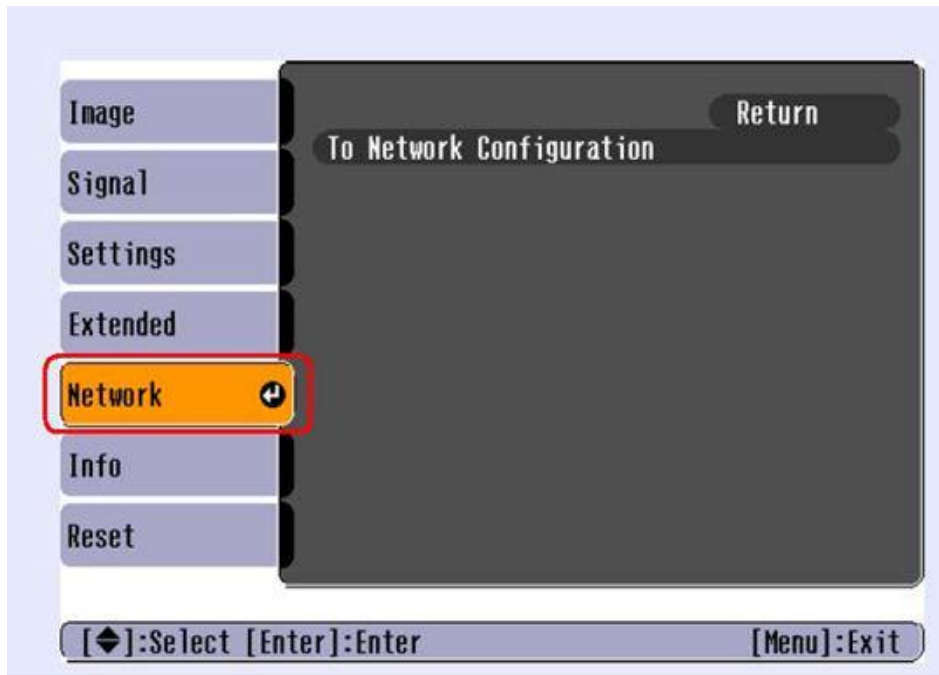 Image
Signal
Settings
Extended
Network
Info
Reset
Return
To Network Configuration
[◆]:Select [Enter]:Enter [Menu]:Exit